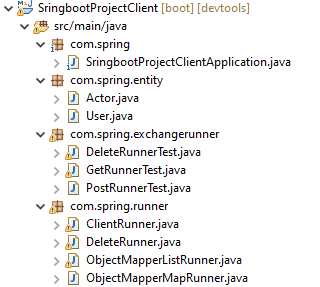 SringbootProjectClient [boot] [devtools]
src/main/java
com.spring
SringbootProjectClientApplication.java
com.spring.entity
Actor.java
User.java
com.spring.exchangerunner
DeleteRunnerTest.java
GetRunnerTest.java
PostRunnerTest.java
com.spring.runner
ClientRunner.java
DeleteRunner.java
ObjectMapperListRunner.java
ObjectMapperMapRunner.java